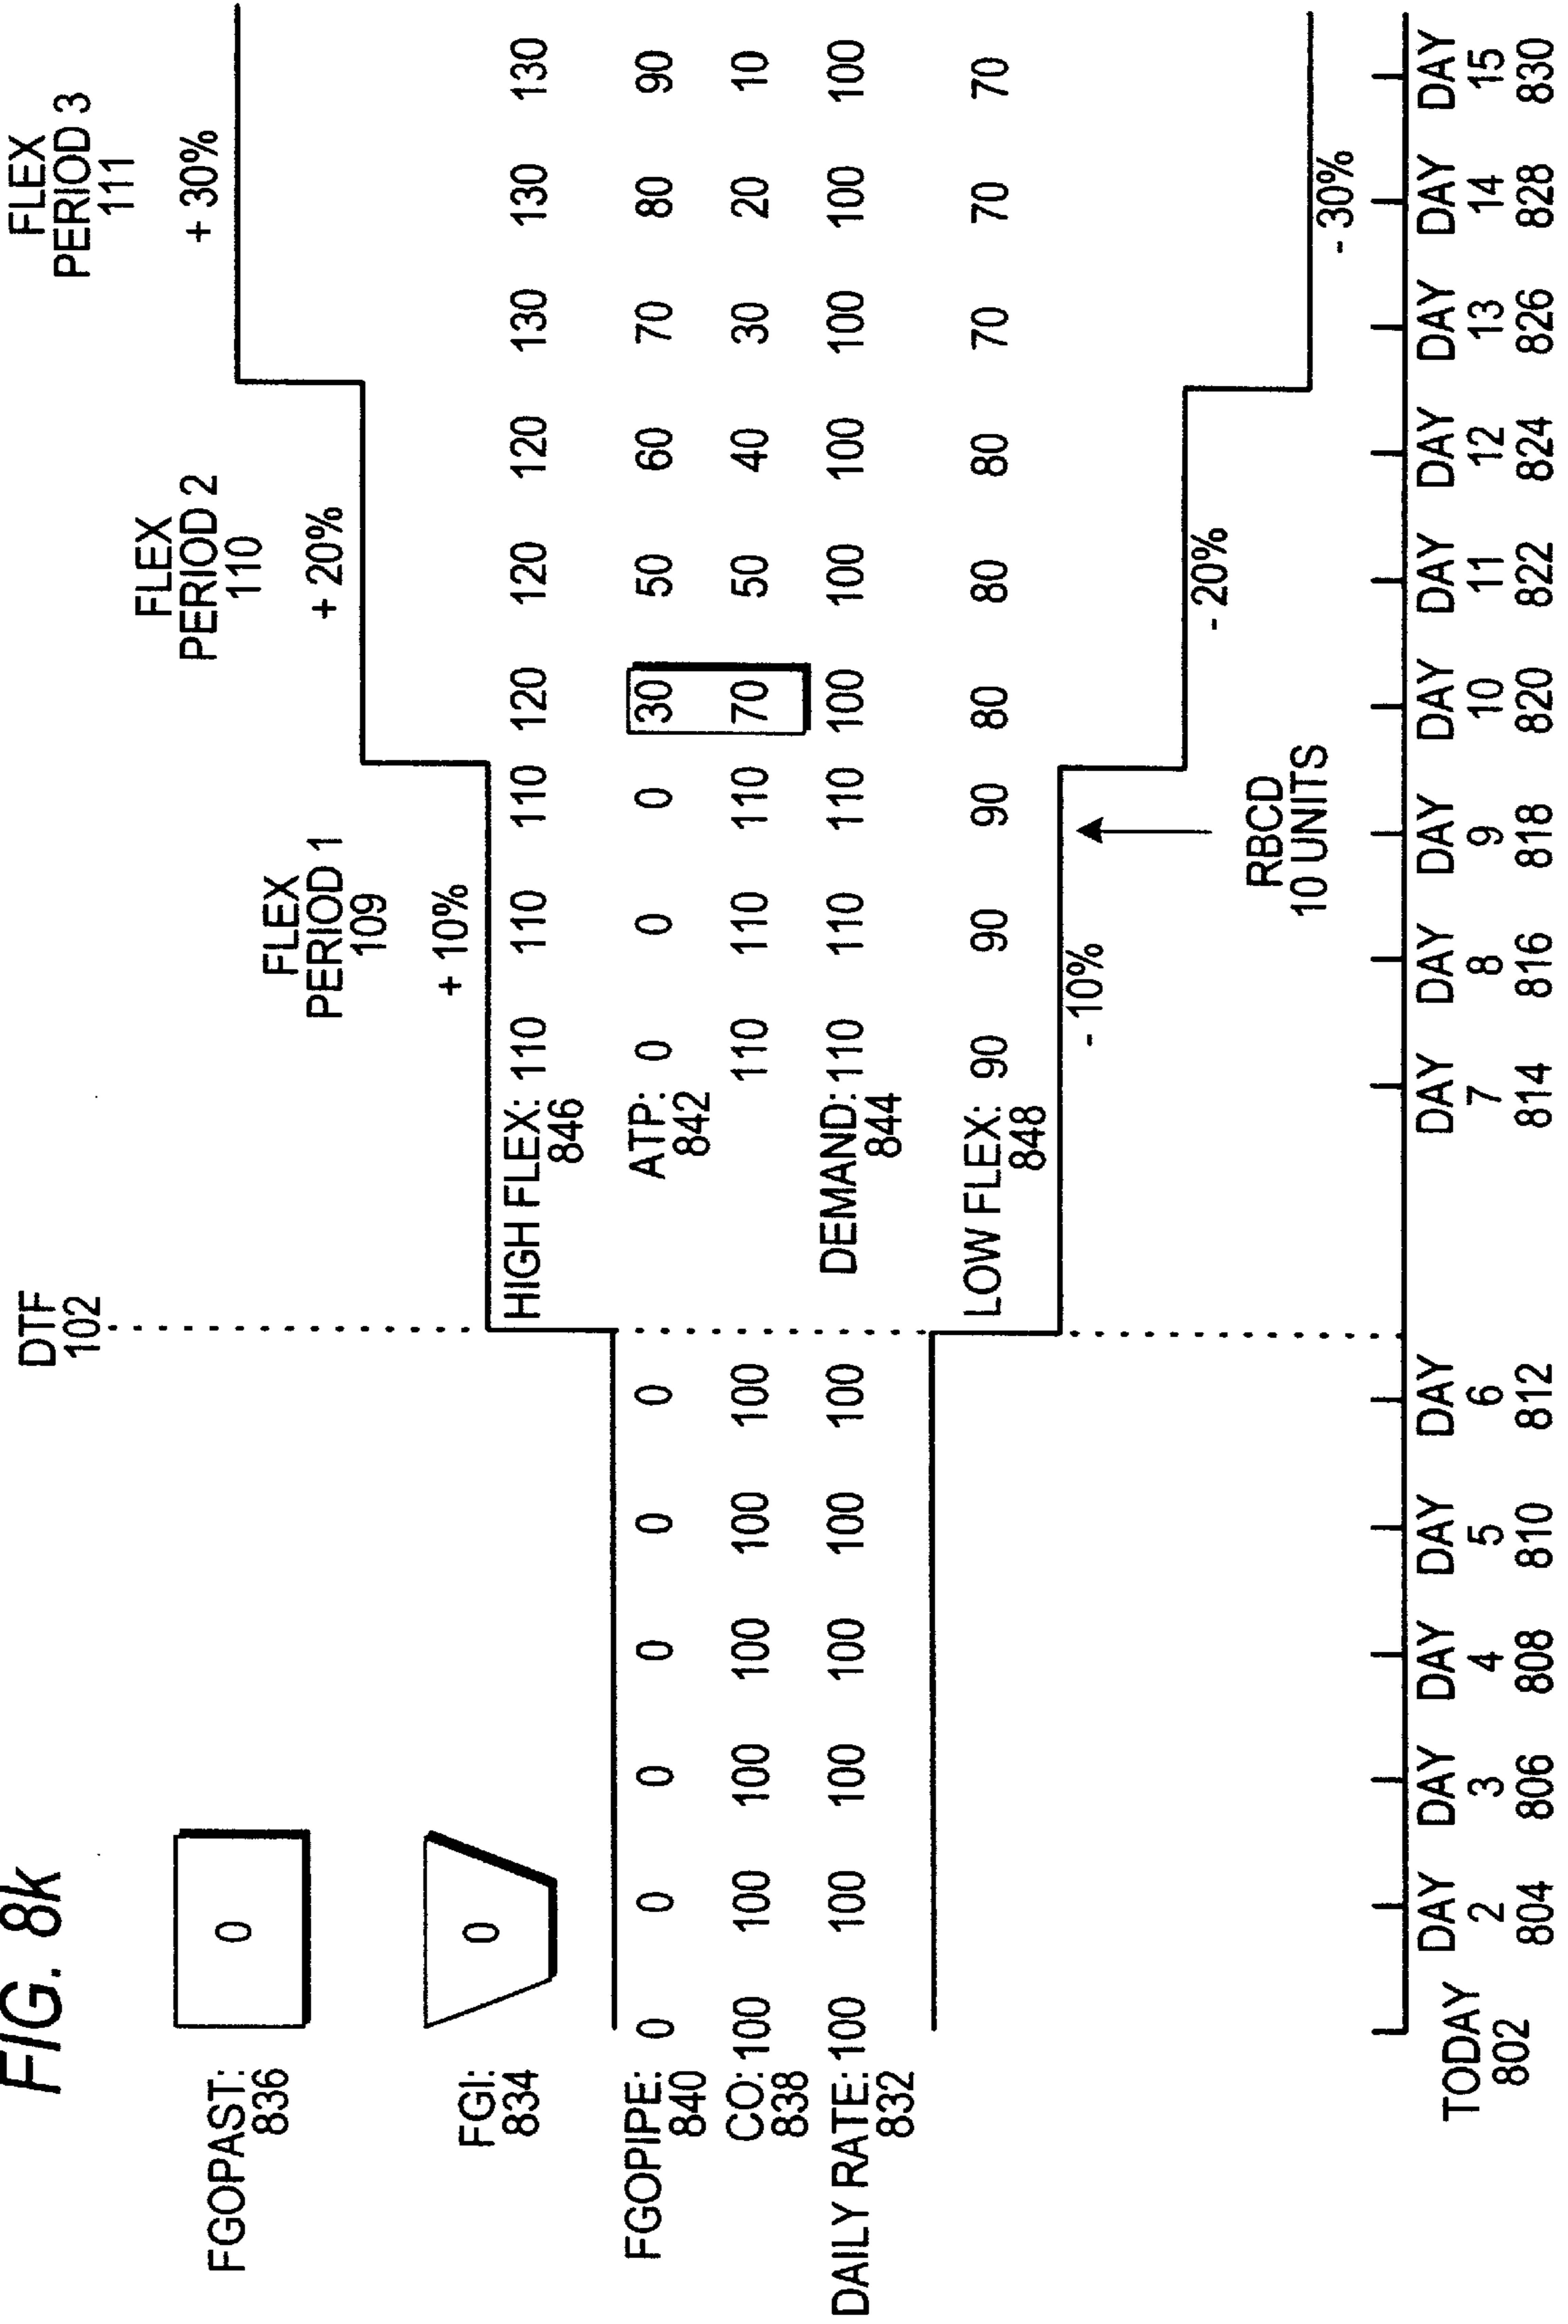 FIG. 8k
DTF
102
FLEX
PERIOD 3
111
+ 30%
FLEX
PERIOD 2
110
+ 20%
FLEX
PERIOD 1
109
+ 10%
FGOPAST:
836
0
FGI:
834
0
HIGH FLEX: 110 110 110 120 120 120 130 130 130
846
FGOPIPE: 0 0 0 0 0 0
840
ATP: 0 0 0 30 50 60 70 80 90
842
CO: 100 100 100 100 100 100 110 110 110 70 50 40 30 20 10
838
DAILY RATE: 100 100 100 100 100 100
832
DEMAND: 110 110 110 100 100 100 100 100 100
844
LOW FLEX: 90 90 90 80 80 80 70 70 70
848
- 10%
- 20%
- 30%
RBCD
10 UNITS
TODAY
802
DAY
2
804
DAY
3
806
DAY
4
808
DAY
5
810
DAY
6
812
DAY
7
814
DAY
8
816
DAY
9
818
DAY
10
820
DAY
11
822
DAY
12
824
DAY
13
826
DAY
14
828
DAY
15
830